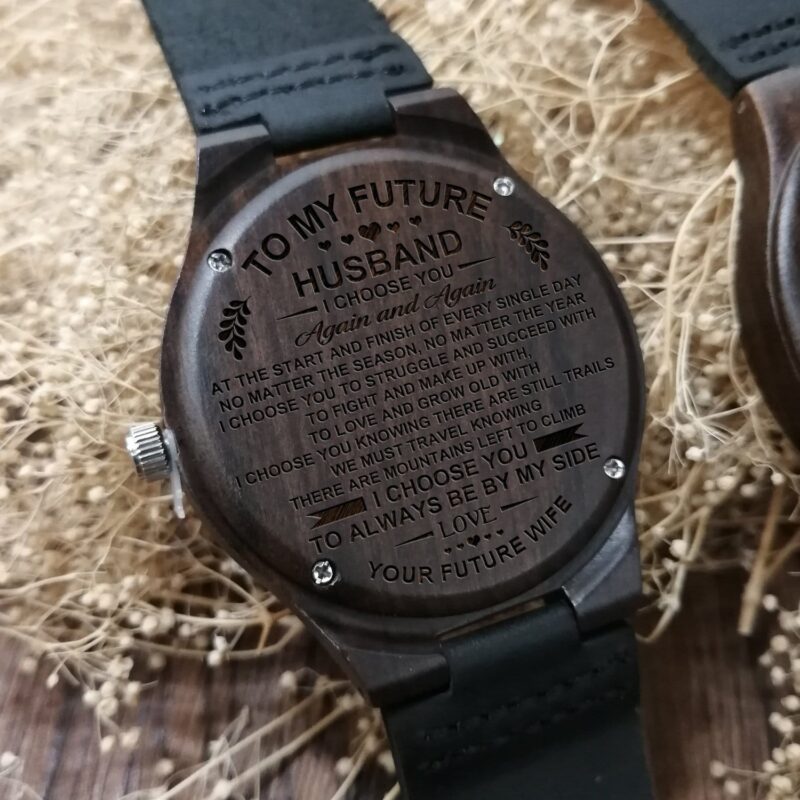 TO MY FUTURE
HUSBAND
I CHOOSE YOU
Again and Again
AT THE START AND FINISH OF EVERY SINGLE DAY
NO MATTER THE SEASON, NO MATTER THE YEAR
I CHOOSE YOU TO STRUGGLE AND SUCCEED WITH
TO FIGHT AND MAKE UP WITH,
TO LOVE AND GROW OLD WITH
I CHOOSE YOU KNOWING THERE ARE STILL TRAILS
WE MUST TRAVEL KNOWING
THERE ARE MOUNTAINS LEFT TO CLIMB
I CHOOSE YOU
TO ALWAYS BE BY MY SIDE
LOVE
YOUR FUTURE WIFE